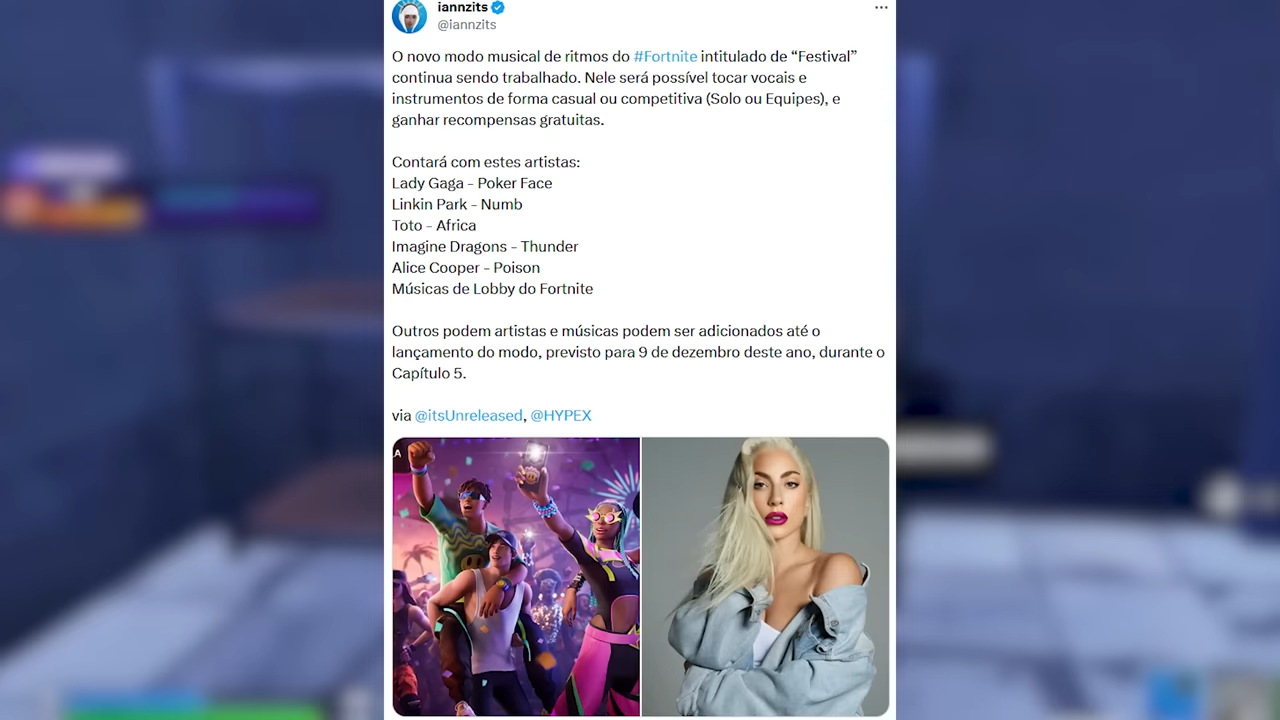 iannzits
@iannzits
O novo modo musical de ritmos do #Fortnite intitulado de “Festival”
continua sendo trabalhado. Nele será possível tocar vocais e
instrumentos de forma casual ou competitiva (Solo ou Equipes), e
ganhar recompensas gratuitas.
Contará com estes artistas:
Lady Gaga - Poker Face
Linkin Park - Numb
Toto - Africa
Imagine Dragons - Thunder
Alice Cooper - Poison
Músicas de Lobby do Fortnite
Outros podem artistas e músicas podem ser adicionados até o
lançamento do modo, previsto para 9 de dezembro deste ano, durante o
Capítulo 5.
via @itsUnreleased, @HYPEX
A